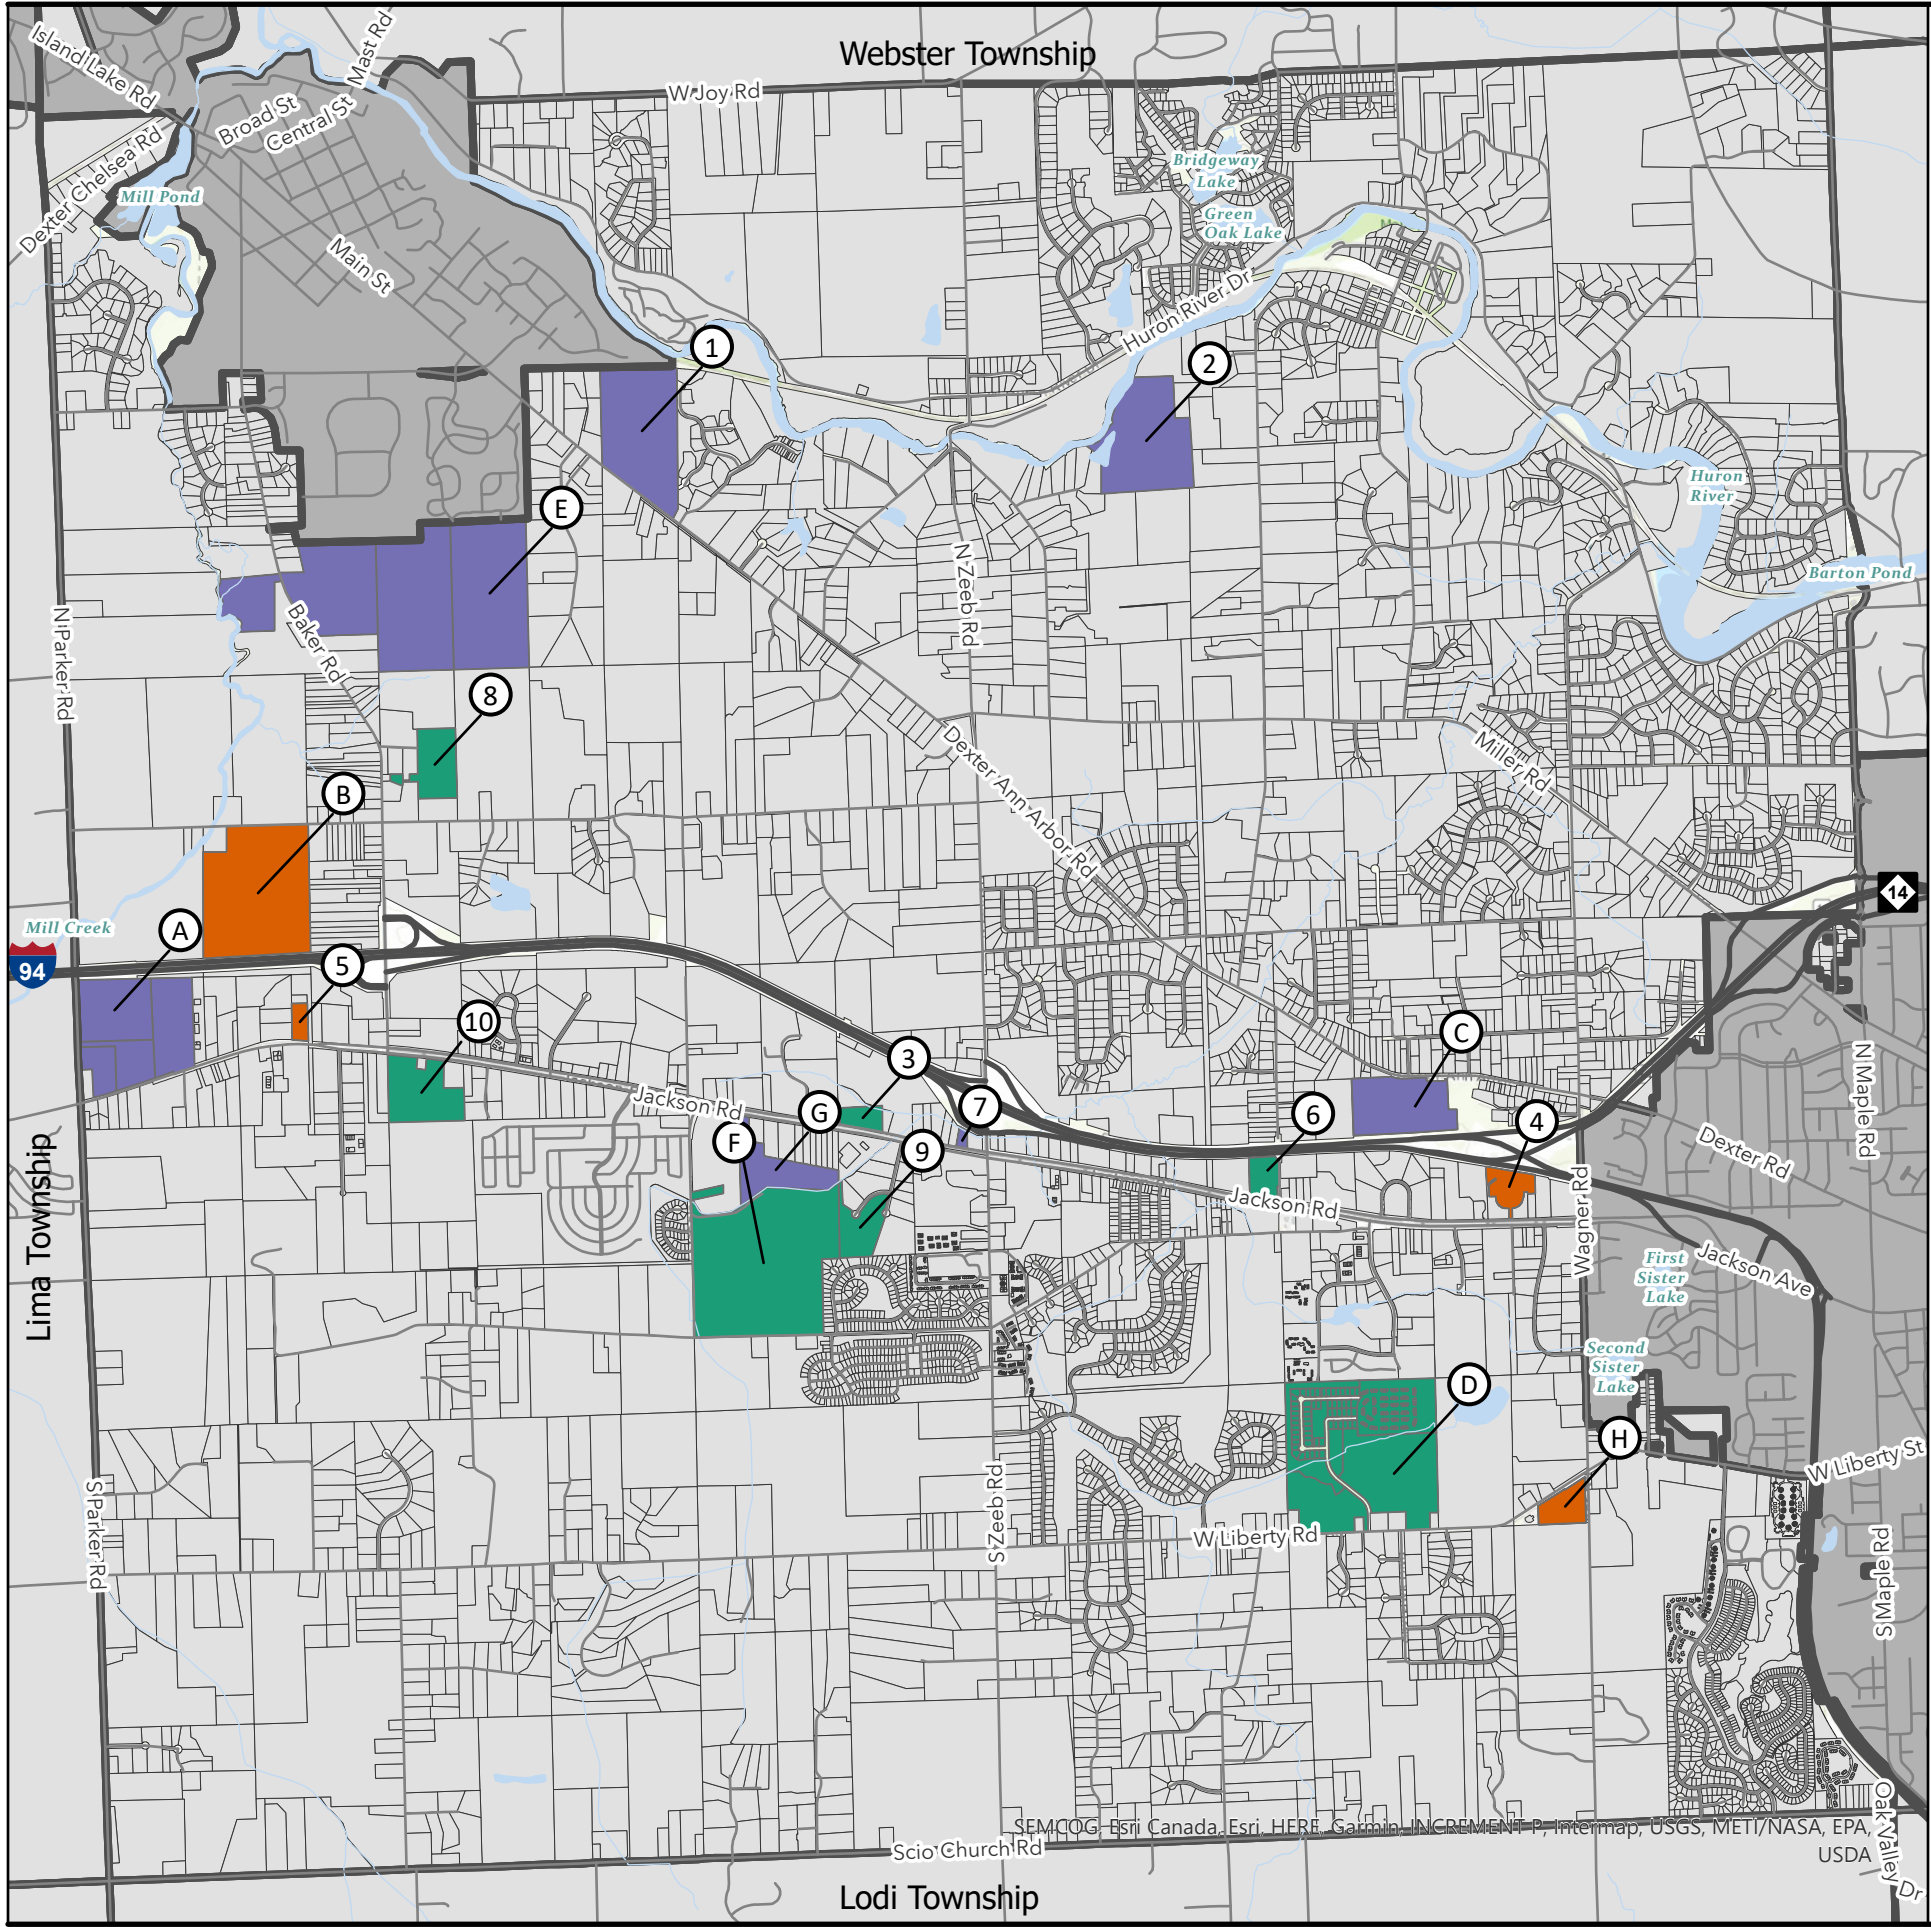 Webster Township
Island Lake Rd
Mast Rd
W Joy Rd
Broad St
Central St
Dexter Chelsea Rd
Mill Pond
Bridgeway
Lake
Green
Oak Lake
Main St
Huron River Dr
1
2
Huron
River
E
N Zeeb Rd
Barton Pond
N Parker Rd
Baker Rd
8
Dexter Ann Arbor Rd
Miller Rd
B
14
Mill Creek
A
94
5
10
C
3
N Maple Rd
Jackson Rd
G
7
6
4
F
9
Dexter Rd
Lima Township
Jackson Rd
Wagner Rd
First
Sister
Lake
Jackson Ave
Second
Sister
Lake
D
H
W Liberty St
S Parker Rd
S Zeeb Rd
W Liberty Rd
S Maple Rd
SEMCOG, Esri Canada, Esri, HERE, Garmin, INCREMENT P, Intermap, USGS, METI/NASA, EPA,
USDA
Oak Valley Dr
Scio Church Rd
Lodi Township